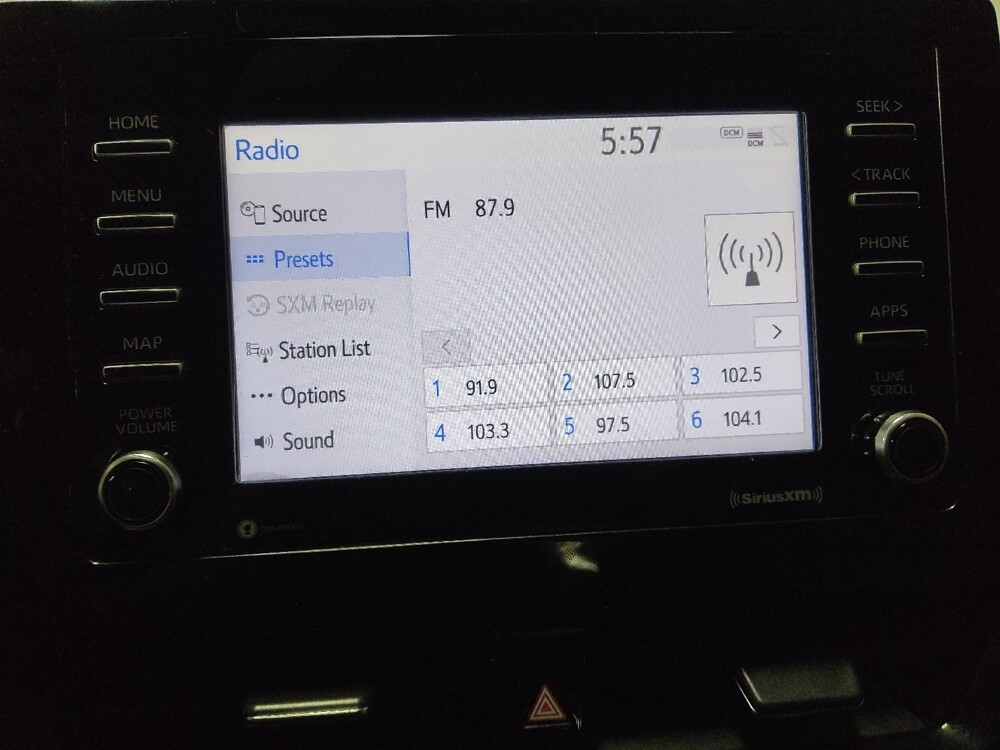 HOME
MENU
AUDIO
MAP
POWER
VOLUME
Radio
5:57
DCM
DCM
Source
Presets
SXM Replay
Station List
Options
Sound
FM 87.9
<
>
1 91.9
2 107.5
3 102.5
4 103.3
5 97.5
6 104.1
SEEK >
< TRACK
PHONE
APPS
TUNE
SCROLL
((SiriusXM))